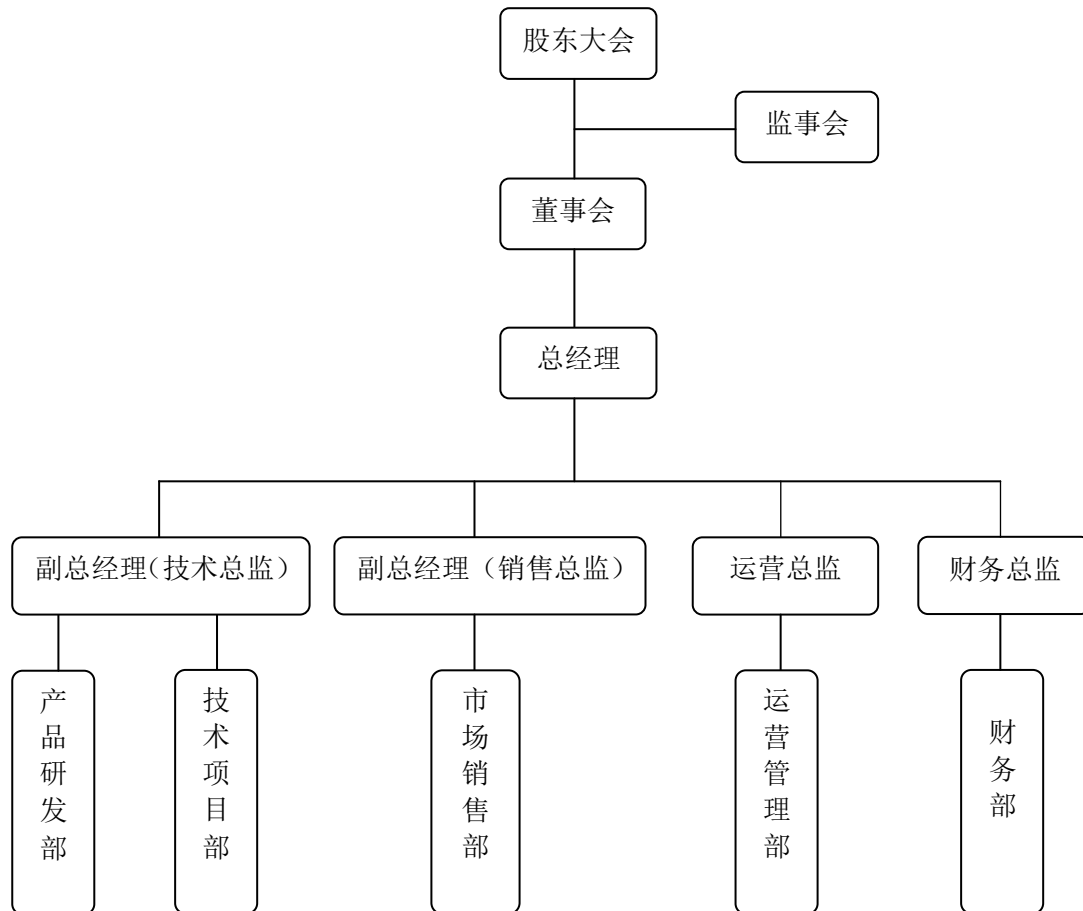 股东大会
监事会
董事会
总经理
副总经理（技术总监）
副总经理（销售总监）
运营总监
财务总监
产品研发部
技术项目部
市场销售部
运营管理部
财务部